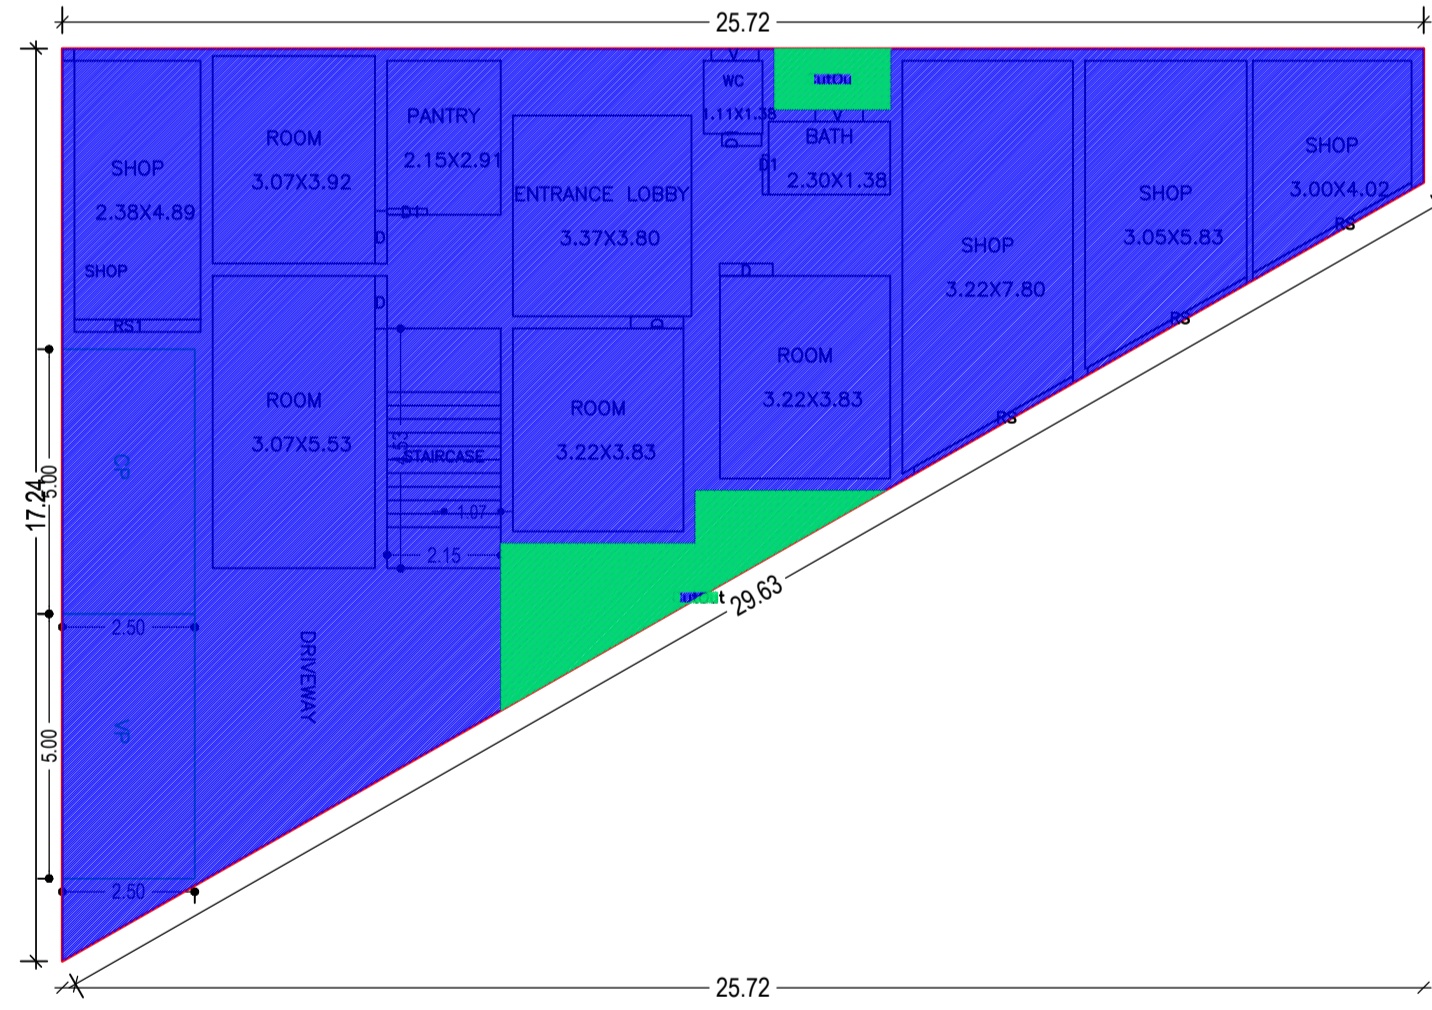 25.72
V
WC
1.11X1.38
D
PANTRY
2.15X2.91
ROOM
3.07X3.92
SHOP
2.38X4.89
SHOP
RS1
D1
D
ENTRANCE LOBBY
3.37X3.80
V
BATH
2.30X1.38
D1
SHOP
3.00X4.02
RS
SHOP
3.05X5.83
RS
SHOP
3.22X7.80
RS
D
ROOM
3.22X3.83
D
D
ROOM
3.22X3.83
ROOM
3.07X5.53
STAIRCASE
1.07
2.15
CP
5.00
17.24
2.50
DRIVEWAY
29.63
VP
5.00
2.50
25.72